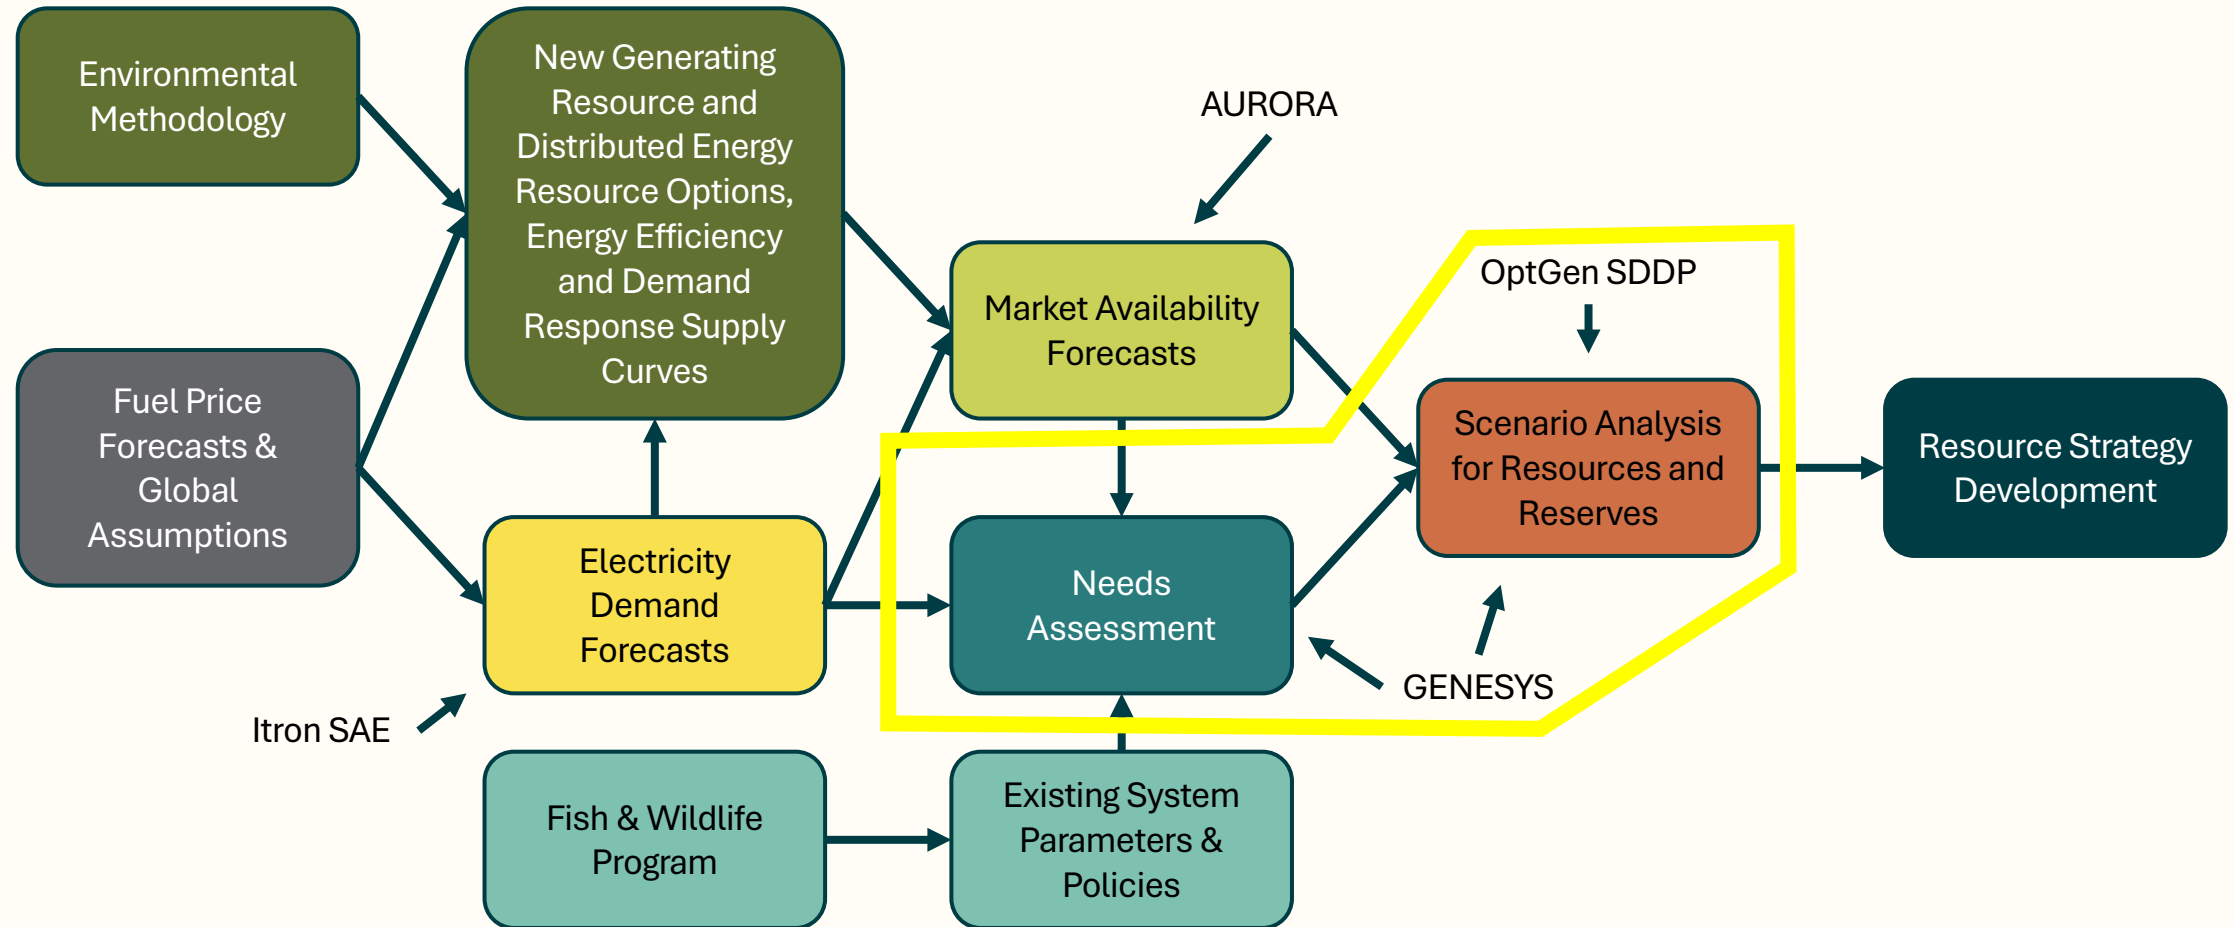 Environmental
Methodology
New Generating
Resource and
Distributed Energy
Resource Options,
Energy Efficiency
and Demand
Response Supply
Curves
AURORA
Market Availability
Forecasts
OptGen SDDP
Fuel Price
Forecasts &
Global
Assumptions
Scenario Analysis
for Resources and
Reserves
Resource Strategy
Development
Electricity
Demand
Forecasts
Needs
Assessment
GENESYS
Itron SAE
Fish & Wildlife
Program
Existing System
Parameters &
Policies